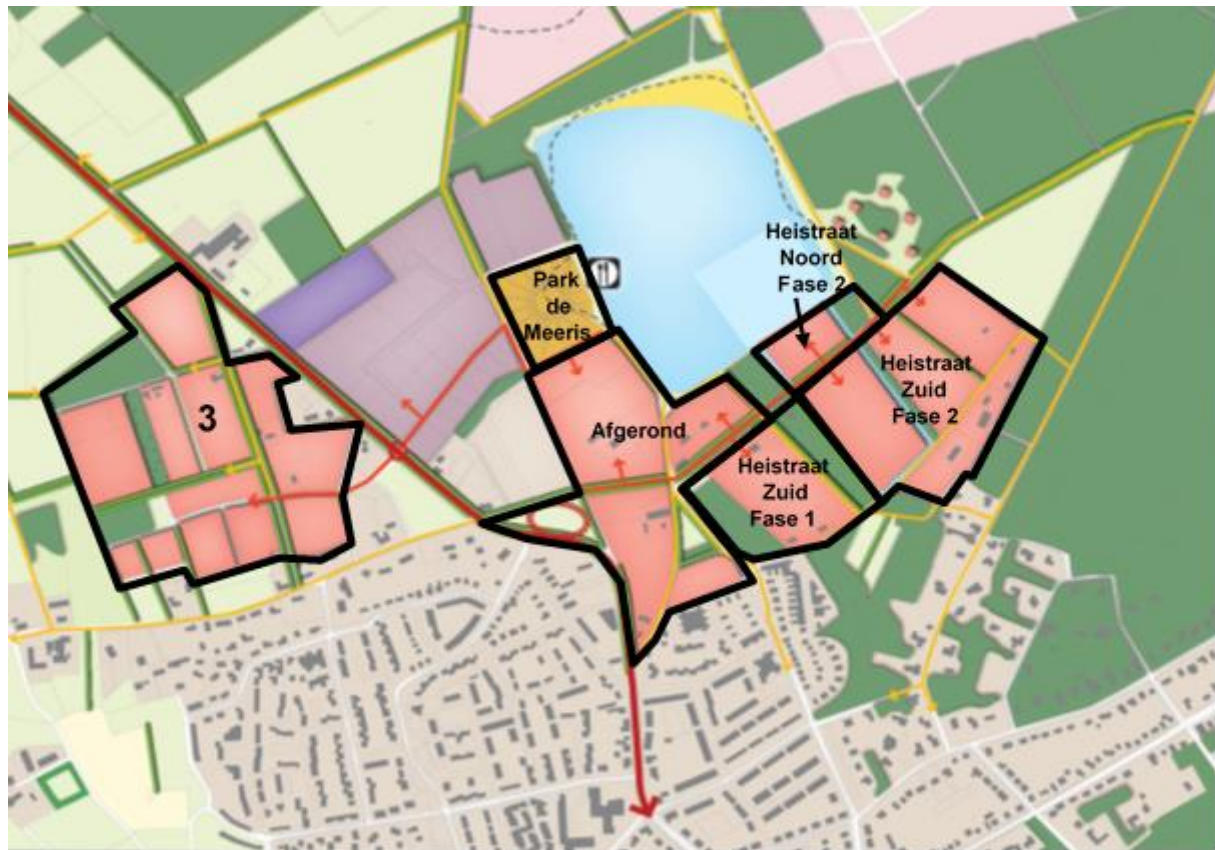 Heistraat
Noord
Fase 2
Park
de
Meeris
Heistraat
Zuid
Fase 2
3
Afgerond
Heistraat
Zuid
Fase 1